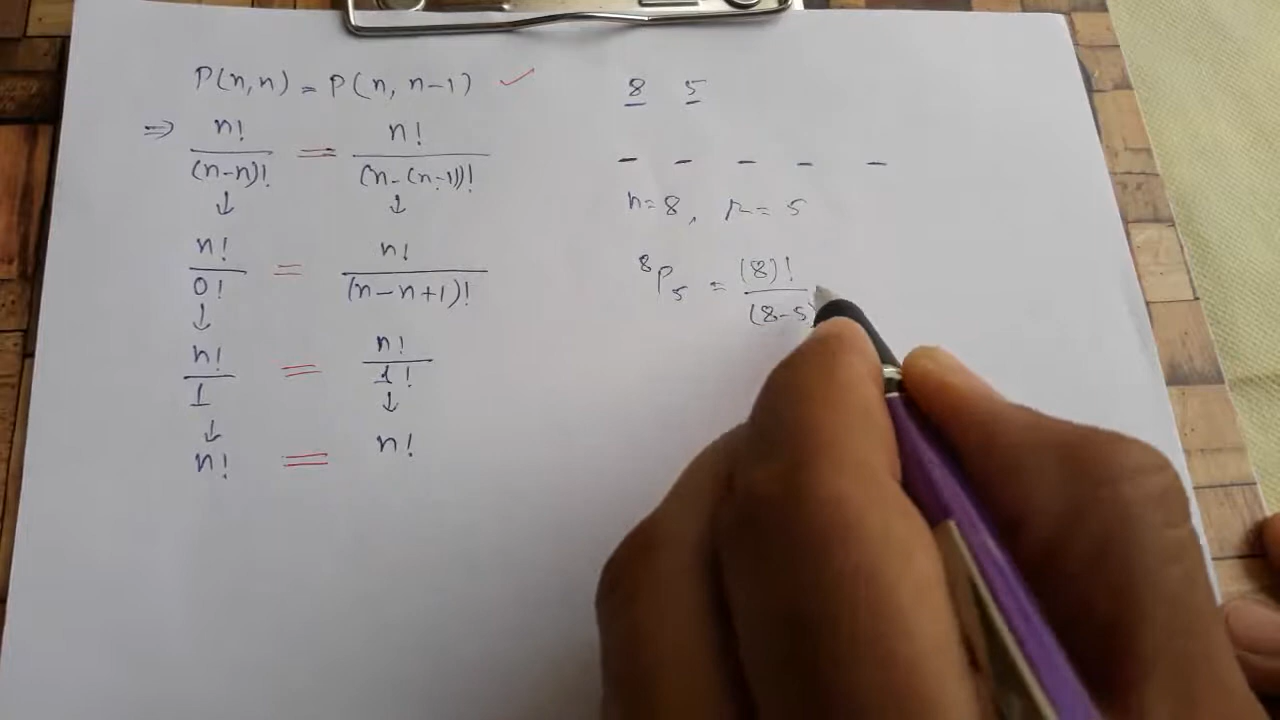 P(n,n) = P(n, n-1) ✓
⇒ n!/(n-n)! = n!/(n-(n-1))!
↓ ↓
n!/0! = n!/(n-n+1)!
↓
n!/1 = n!/1!
↓ ↓
n! = n!
8 5
– – – – –
n=8, r=5
⁸P₅ = (8)!/(8-5)